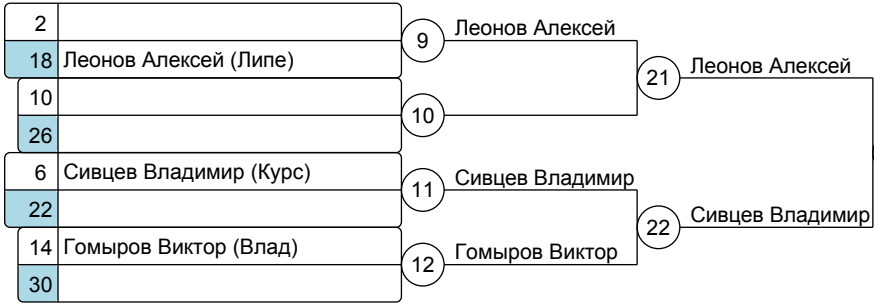 2
9
Леонов Алексей
18 Леонов Алексей (Липе)
21
Леонов Алексей
10
10
26
6 Сивцев Владимир (Курс)
11
Сивцев Владимир
22
22
Сивцев Владимир
14 Гомыров Виктор (Влад)
12
Гомыров Виктор
30